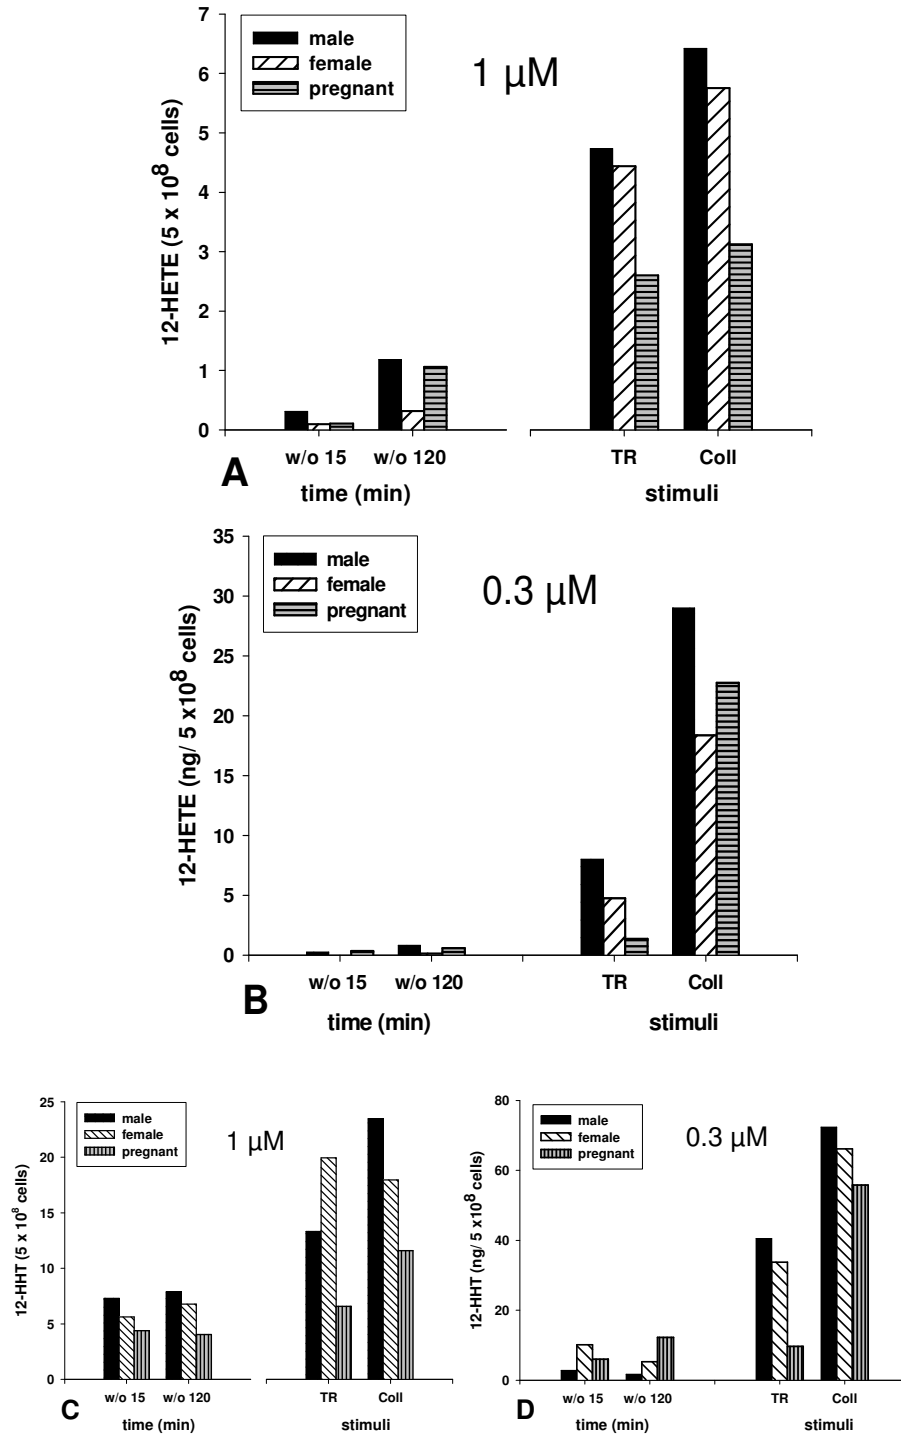 7
6
5
4
3
2
1
0
12-HETE (5 x 10⁸ cells)
male
female
pregnant
1 µM
w/o 15 w/o 120 TR Coll
A time (min) stimuli
35
30
25
20
15
10
5
0
12-HETE (ng/ 5 x10⁸ cells)
male
female
pregnant
0.3 µM
w/o 15 w/o 120 TR Coll
B time (min) stimuli
25
20
15
10
5
0
12-HHT (5 x 10⁸ cells)
male
female
pregnant
1 µM
w/o 15 w/o 120 TR Coll
C time (min) stimuli
80
60
40
20
0
12-HHT (ng/ 5 x10⁸ cells)
male
female
pregnant
0.3 µM
w/o 15 w/o 120 TR Coll
D time (min) stimuli